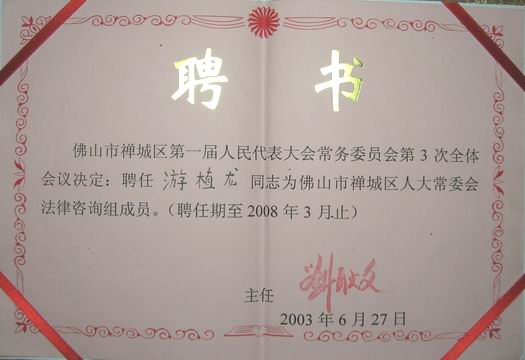 聘书
佛山市禅城区第一届人民代表大会常务委员会第3次全体
会议决定：聘任 游植龙 同志为佛山市禅城区人大常委会
法律咨询组成员。（聘任期至2008年3月止）
主任
2003年6月27日